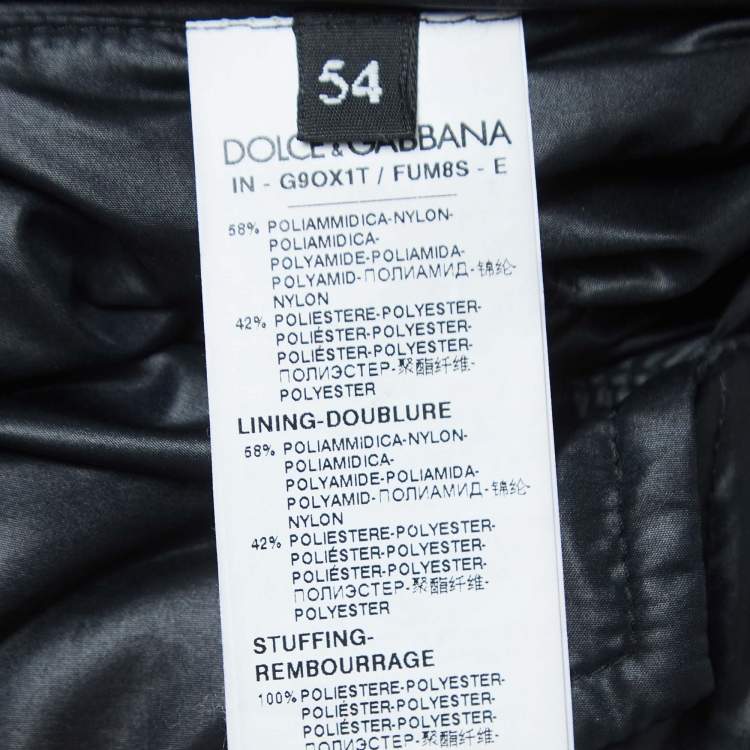 54
DOLCE & GABBANA
IN - G9OX1T / FUM8S - E
58% POLIAMMIDICA-NYLON-
POLIAMIDICA-
POLYAMIDE-POLIAMIDA-
POLYAMID-ПОЛИАМИД-锦纶-
NYLON
42% POLIESTERE-POLYESTER-
POLIÉSTER-POLYESTER-
POLIÉSTER-POLYESTER-
ПОЛИЭСТЕР-聚酯纤维-
POLYESTER
LINING-DOUBLURE
58% POLIAMMIDICA-NYLON-
POLIAMIDICA-
POLYAMIDE-POLIAMIDA-
POLYAMID-ПОЛИАМИД-锦纶-
NYLON
42% POLIESTERE-POLYESTER-
POLIÉSTER-POLYESTER-
POLIÉSTER-POLYESTER-
ПОЛИЭСТЕР-聚酯纤维-
POLYESTER
STUFFING-
REMBOURRAGE
100% POLIESTERE-POLYESTER-
POLIÉSTER-POLYESTER-
POLIÉSTER-POLYESTER-